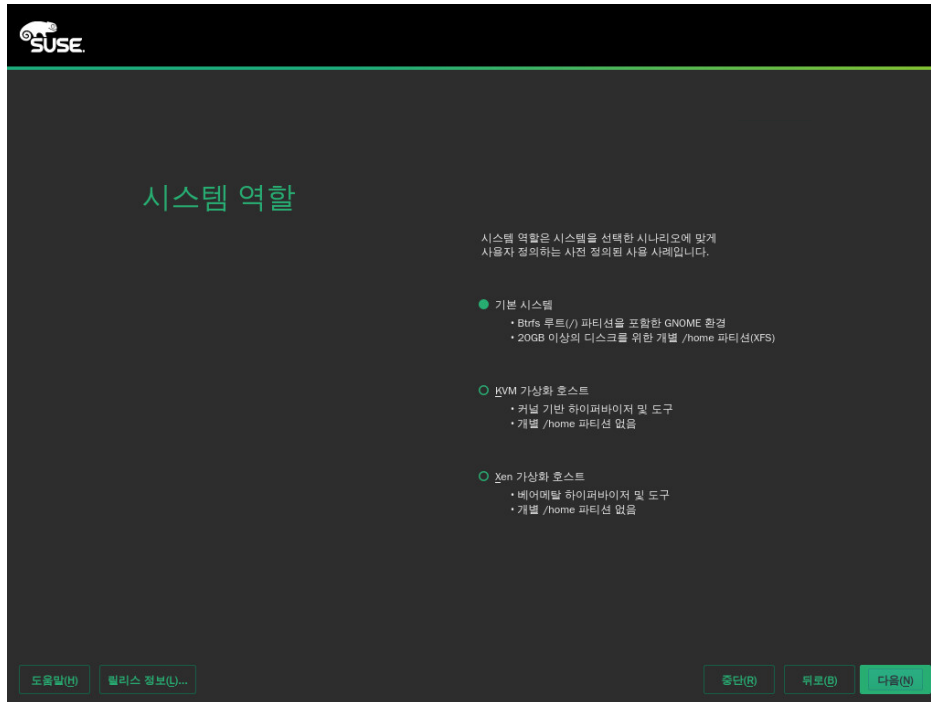 SUSE.
시스템 역할
시스템 역할은 시스템을 선택한 시나리오에 맞게
사용자 정의하는 사전 정의된 사용 사례입니다.
기본 시스템
• Btrfs 루트(/) 파티션을 포함한 GNOME 환경
• 20GB 이상의 디스크를 위한 개별 /home 파티션(XFS)
KVM 가상화 호스트
• 커널 기반 하이퍼바이저 및 도구
• 개별 /home 파티션 없음
Xen 가상화 호스트
• 베어메탈 하이퍼바이저 및 도구
• 개별 /home 파티션 없음
도움말(H) 릴리스 정보(L)... 중단(R) 뒤로(B) 다음(N)